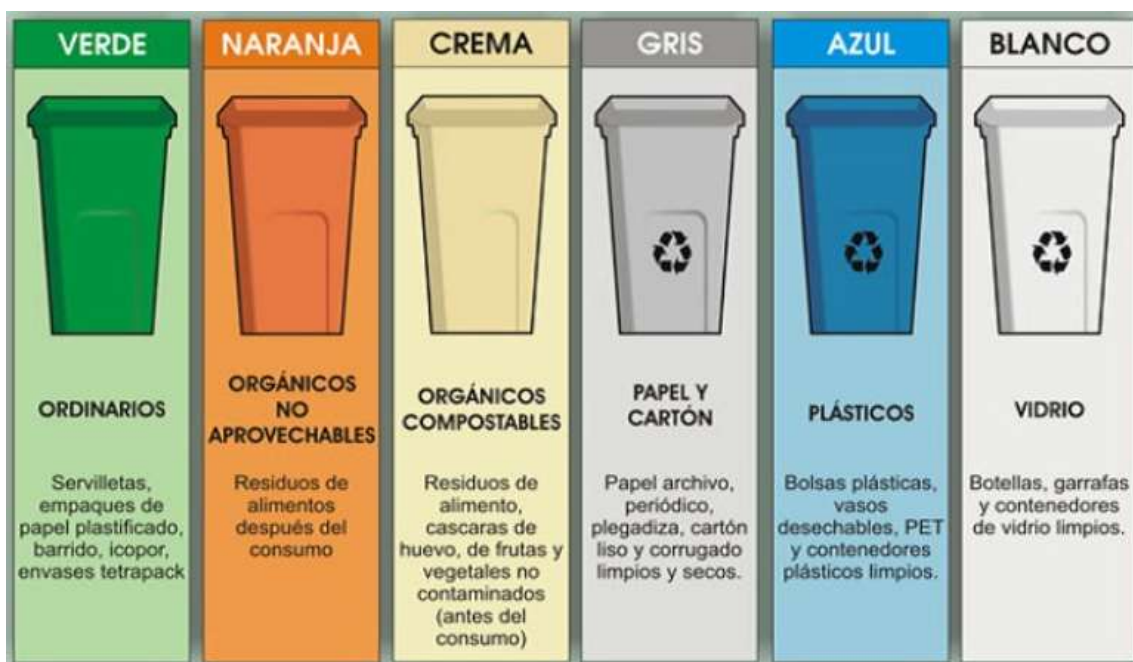 VERDE
ORDINARIOS
Servilletas,
empaques de
papel plastificado,
barrido, icopor,
envases tetrapack
NARANJA
ORGÁNICOS
NO
APROVECHABLES
Residuos de
alimentos
después del
consumo
CREMA
ORGÁNICOS
COMPOSTABLES
Residuos de
alimento,
cascaras de
huevo, de frutas y
vegetales no
contaminados
(antes del
consumo)
GRIS
PAPEL Y
CARTÓN
Papel archivo,
periódico,
plegadiza, cartón
liso y corrugado
limpios y secos.
AZUL
PLÁSTICOS
Bolsas plásticas,
vasos
desechables, PET
y contenedores
plásticos limpios.
BLANCO
VIDRIO
Botellas, garrafas
y contenedores
de vidrio limpios.